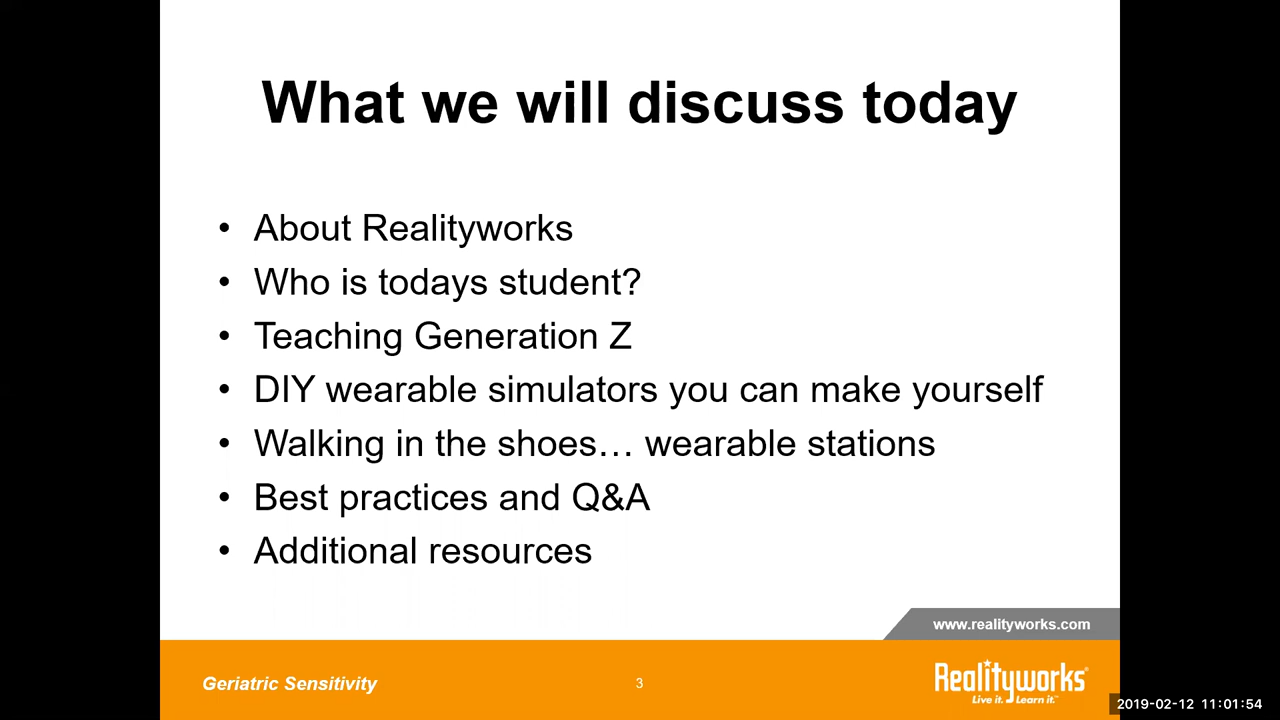 What we will discuss today
• About Realityworks
• Who is todays student?
• Teaching Generation Z
• DIY wearable simulators you can make yourself
• Walking in the shoes… wearable stations
• Best practices and Q&A
• Additional resources
www.realityworks.com
Geriatric Sensitivity
3
Realityworks®
Live it. Learn it.™
2019-02-12 11:01:54